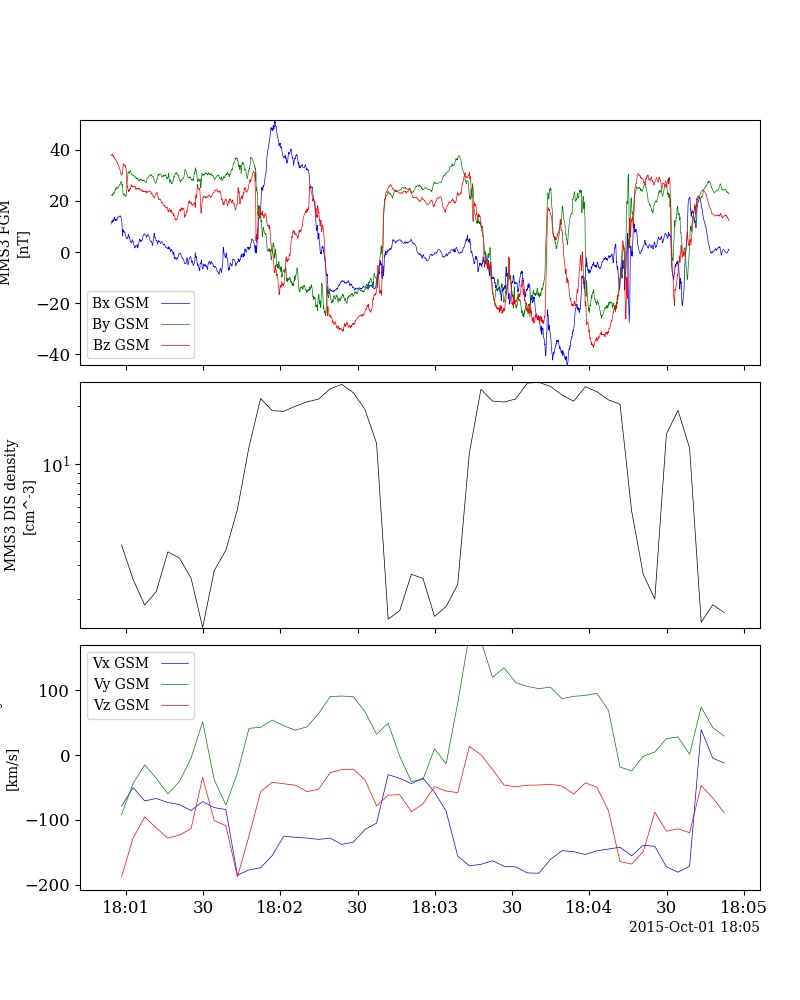 MMS3 FGM
[nT]
40
20
0
−20
−40
Bx GSM
By GSM
Bz GSM
MMS3 DIS density
[cm^-3]
10^1
[km/s]
100
0
−100
−200
Vx GSM
Vy GSM
Vz GSM
18:01
30
18:02
30
18:03
30
18:04
30
18:05
2015-Oct-01 18:05